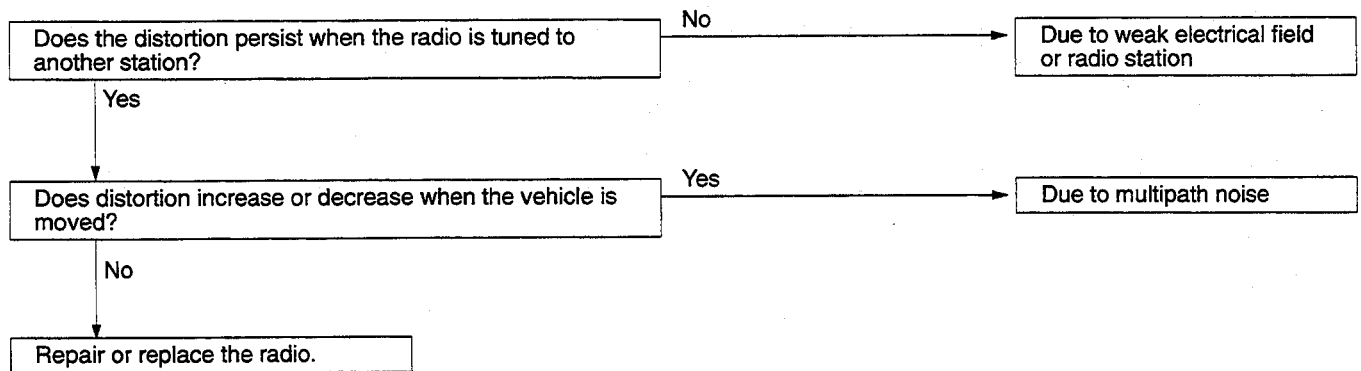 Does the distortion persist when the radio is tuned to
another station?
No
Due to weak electrical field
or radio station
Yes
Does distortion increase or decrease when the vehicle is
moved?
Yes
Due to multipath noise
No
Repair or replace the radio.